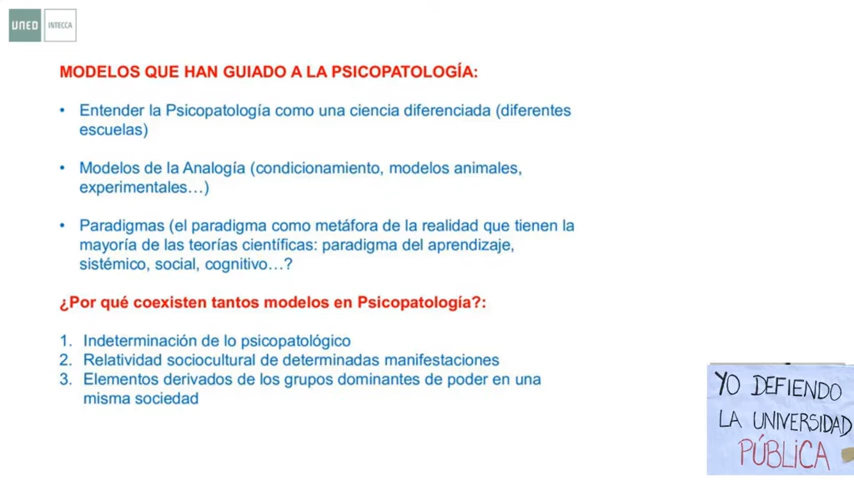 UNED
INTECCA
MODELOS QUE HAN GUIADO A LA PSICOPATOLOGÍA:
• Entender la Psicopatología como una ciencia diferenciada (diferentes
escuelas)
• Modelos de la Analogía (condicionamiento, modelos animales,
experimentales…)
• Paradigmas (el paradigma como metáfora de la realidad que tienen la
mayoría de las teorías científicas: paradigma del aprendizaje,
sistémico, social, cognitivo…?
¿Por qué coexisten tantos modelos en Psicopatología?:
1. Indeterminación de lo psicopatológico
2. Relatividad sociocultural de determinadas manifestaciones
3. Elementos derivados de los grupos dominantes de poder en una
misma sociedad
YO DEFIENDO
LA UNIVERSIDAD
PÚBLICA